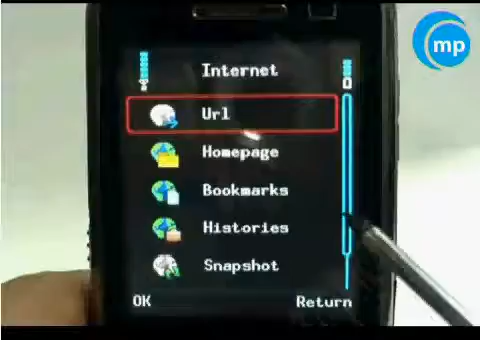 mp
Internet
Url
Homepage
Bookmarks
Histories
Snapshot
OK
Return